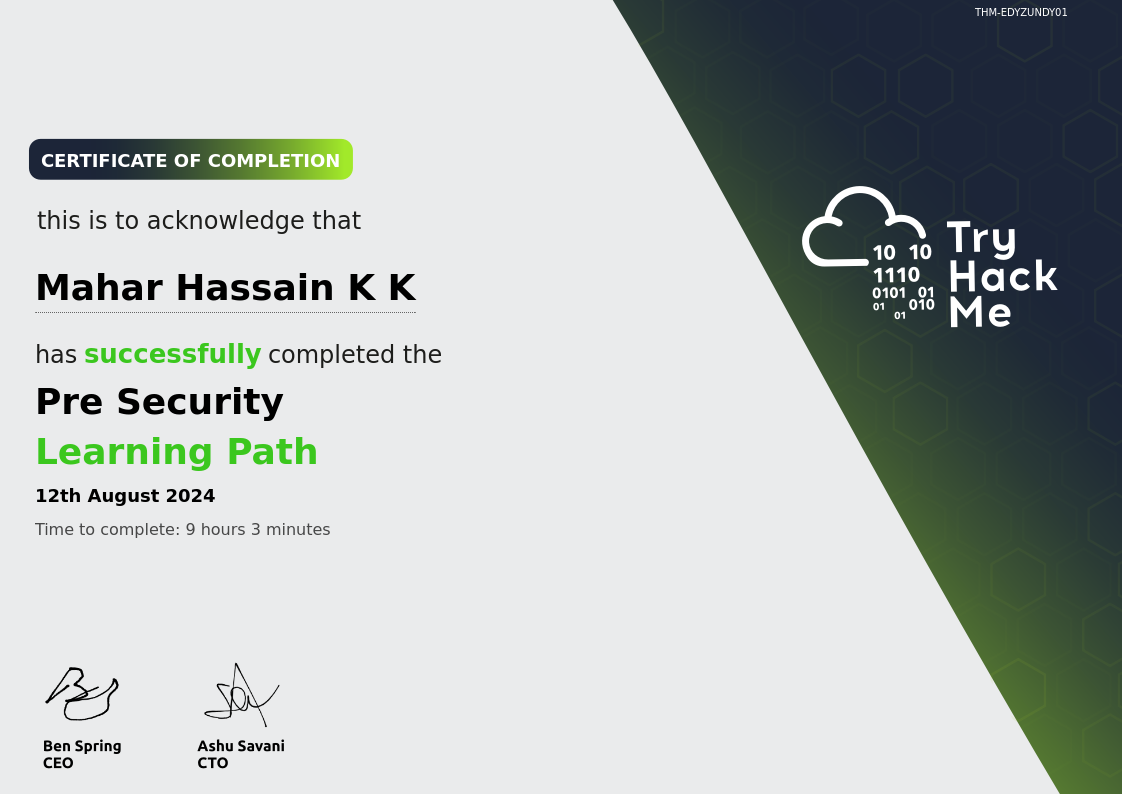 THM-EDYZUNDY01
CERTIFICATE OF COMPLETION
this is to acknowledge that
Mahar Hassain K K
has successfully completed the
Pre Security
Learning Path
12th August 2024
Time to complete: 9 hours 3 minutes
Try
Hack
Me
10 10
1110
0101 01
01 010
01
Ben Spring
CEO
Ashu Savani
CTO